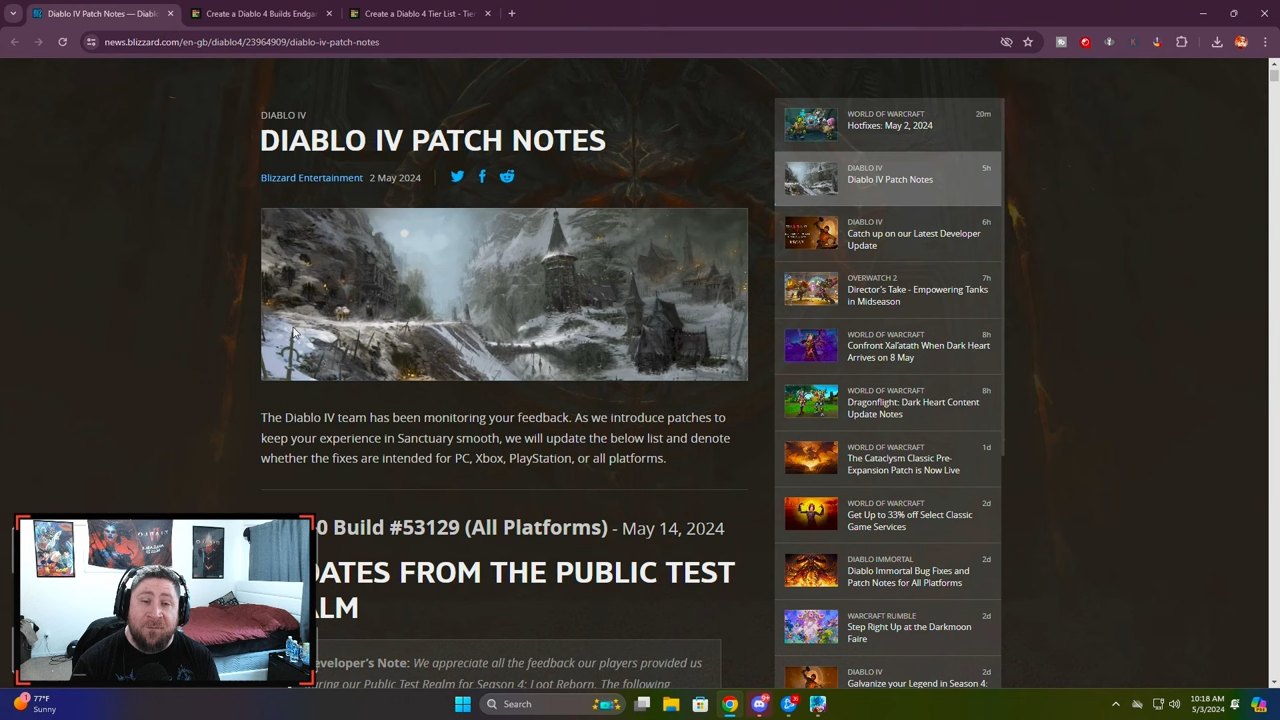 Diablo IV Patch Notes — Diabl
Create a Diablo 4 Builds Endga
Create a Diablo 4 Tier List - Tier
news.blizzard.com/en-gb/diablo4/23964909/diablo-iv-patch-notes
DIABLO IV
DIABLO IV PATCH NOTES
Blizzard Entertainment 2 May 2024
The Diablo IV team has been monitoring your feedback. As we introduce patches to
keep your experience in Sanctuary smooth, we will update the below list and denote
whether the fixes are intended for PC, Xbox, PlayStation, or all platforms.
0 Build #53129 (All Platforms) - May 14, 2024
DATES FROM THE PUBLIC TEST
LM
eveloper's Note: We appreciate all the feedback our players provided us
uring our Public Test Realm for Season 4: Loot Reborn. The following
WORLD OF WARCRAFT 20m
Hotfixes: May 2, 2024
DIABLO IV 5h
Diablo IV Patch Notes
DIABLO IV 6h
Catch up on our Latest Developer
Update
OVERWATCH 2 7h
Director's Take - Empowering Tanks
in Midseason
WORLD OF WARCRAFT 8h
Confront Xal'atath When Dark Heart
Arrives on 8 May
WORLD OF WARCRAFT 8h
Dragonflight: Dark Heart Content
Update Notes
WORLD OF WARCRAFT 1d
The Cataclysm Classic Pre-
Expansion Patch is Now Live
WORLD OF WARCRAFT 2d
Get Up to 33% off Select Classic
Game Services
DIABLO IMMORTAL 2d
Diablo Immortal Bug Fixes and
Patch Notes for All Platforms
WARCRAFT RUMBLE 2d
Step Right Up at the Darkmoon
Faire
DIABLO IV 2d
Galvanize your Legend in Season 4:
77°F
Sunny
Search
10:18 AM
5/3/2024